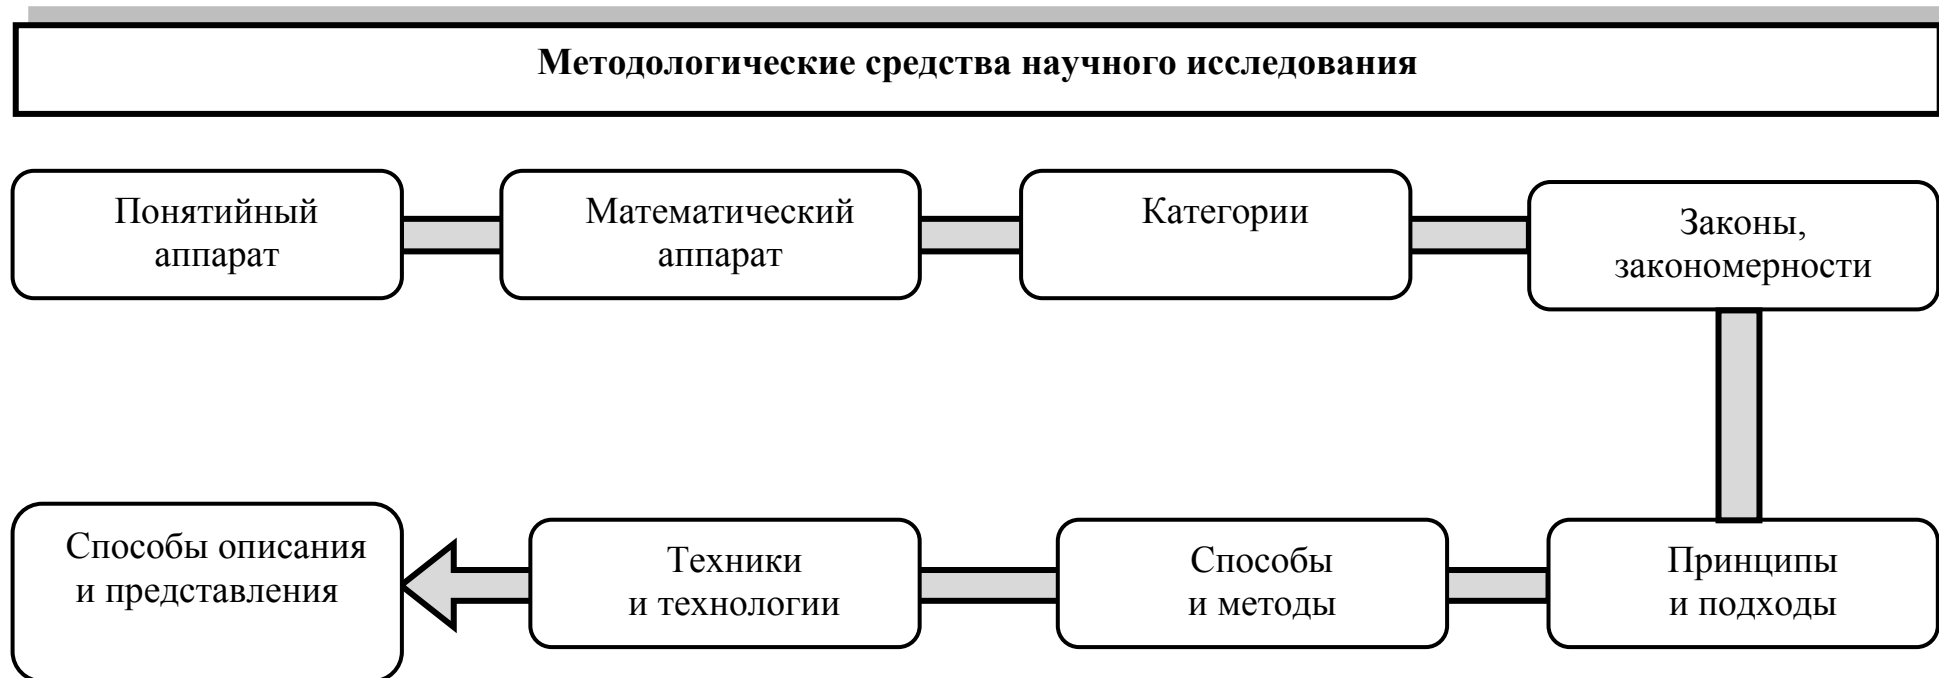 Методологические средства научного исследования
Понятийный
аппарат
Математический
аппарат
Категории
Законы,
закономерности
Способы описания
и представления
Техники
и технологии
Способы
и методы
Принципы
и подходы